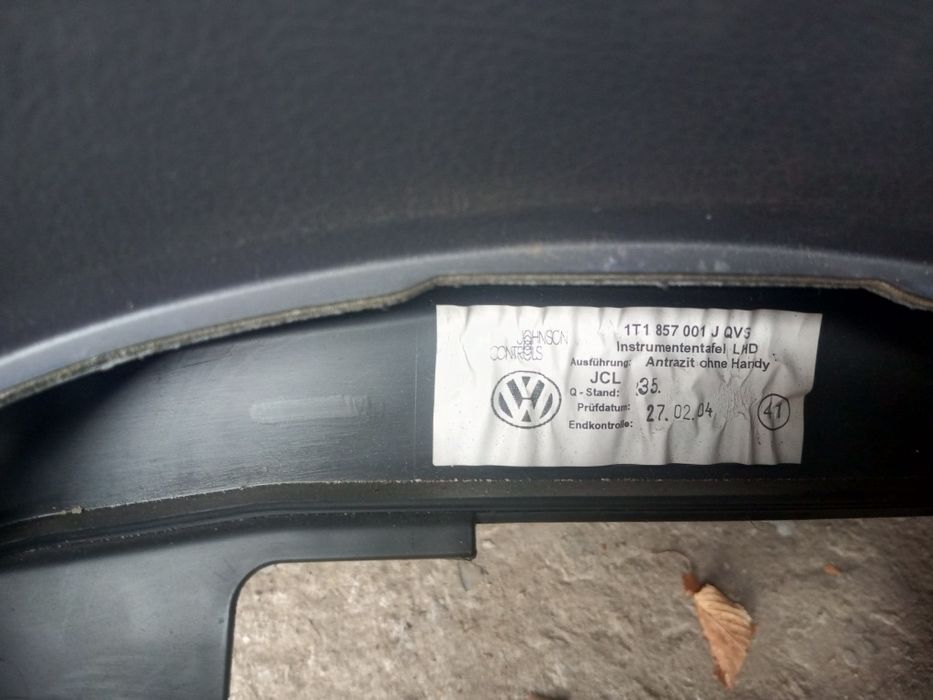 JOHNSON
CONTROLS
1T1 857 001 J QVS
Instrumententafel LHD
Ausführung: Antrazit ohne Handy
JCL
Q - Stand: 35.
Prüfdatum: 27.02.04
Endkontrolle:
41
VW